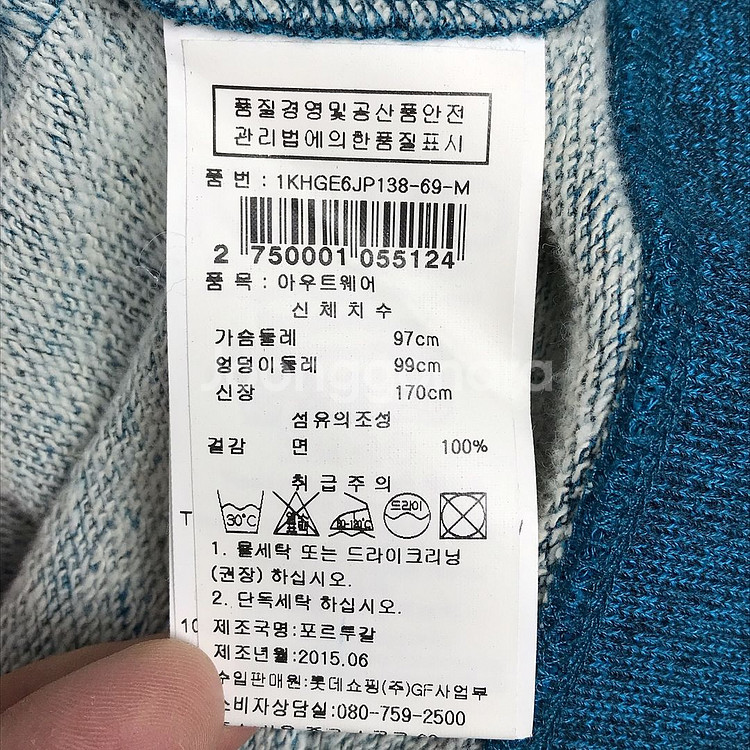 품질경영및공산품안전
관리법에의한품질표시
품 번 : 1KHGE6JP138-69-M
2 750001 055124
품 목 : 아우트웨어
신체치수
가슴둘레 97cm
엉덩이둘레 99cm
신장 170cm
섬유의조성
겉감 면 100%
취급주의
30°C 드라이
1. 물세탁 또는 드라이크리닝
(권장) 하십시오.
2. 단독세탁 하십시오.
10 제조국명:포르투갈
제조년월:2015.06
수입판매원:롯데쇼핑(주)GF사업부
소비자상담실:080-759-2500